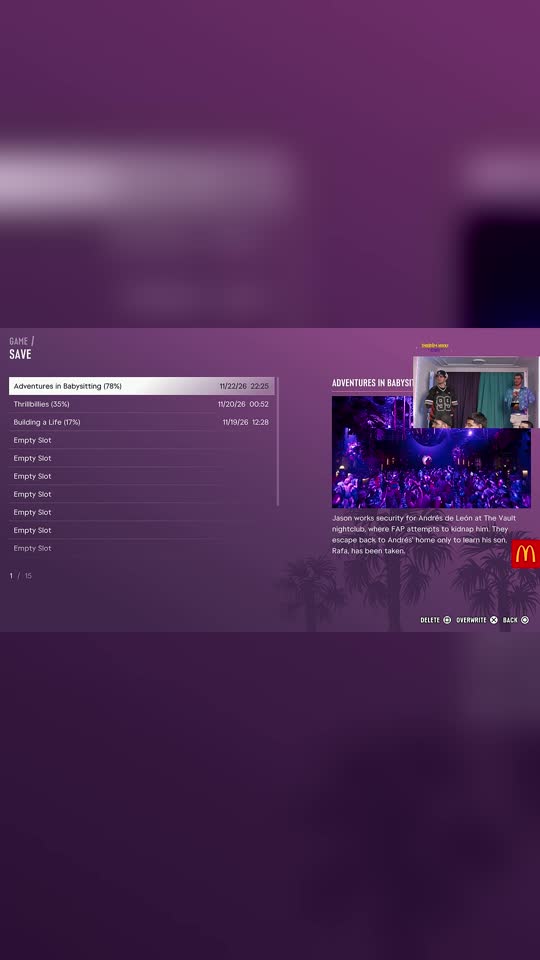 GAME /
SAVE
Adventures in Babysitting (78%) 11/22/26 22:25
Thrillbillies (35%) 11/20/26 00:52
Building a Life (17%) 11/19/26 12:28
Empty Slot
Empty Slot
Empty Slot
Empty Slot
Empty Slot
Empty Slot
Empty Slot
1 / 15
ADVENTURES IN BABYSIT
99
Jason works security for Andrés de León at The Vault
nightclub, where FAP attempts to kidnap him. They
escape back to Andrés' home only to learn his son,
Rafa, has been taken.
DELETE OVERWRITE BACK